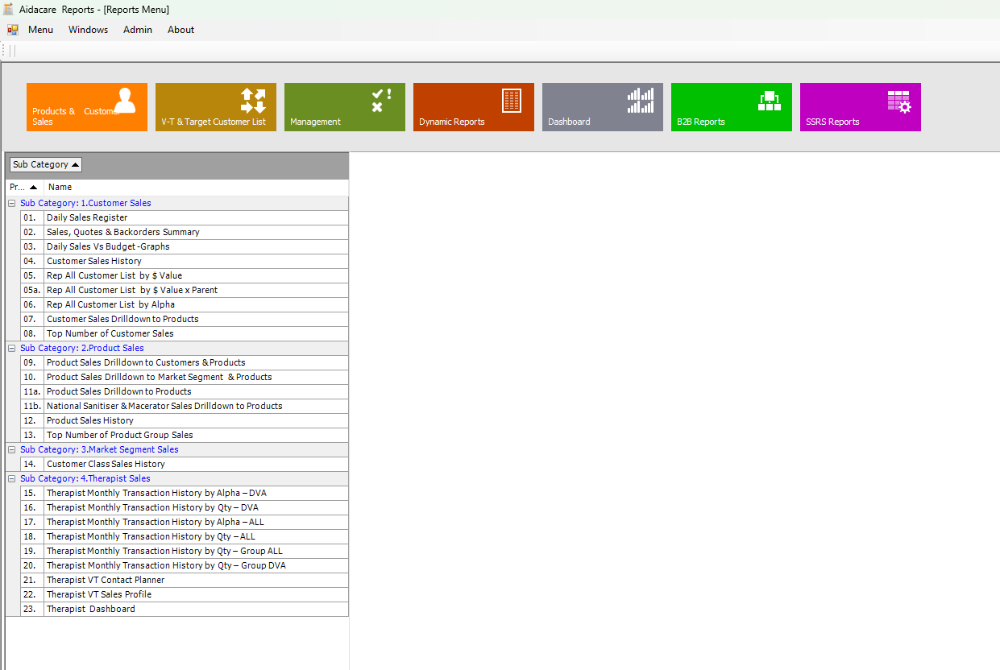 Aidacare Reports - [Reports Menu]
Menu Windows Admin About
Products & Customer
Sales
V-T & Target Customer List
Management
Dynamic Reports
Dashboard
B2B Reports
SSRS Reports
Sub Category
Pr... Name
Sub Category: 1.Customer Sales
01. Daily Sales Register
02. Sales, Quotes & Backorders Summary
03. Daily Sales Vs Budget -Graphs
04. Customer Sales History
05. Rep All Customer List by $ Value
05a. Rep All Customer List by $ Value x Parent
06. Rep All Customer List by Alpha
07. Customer Sales Drilldown to Products
08. Top Number of Customer Sales
Sub Category: 2.Product Sales
09. Product Sales Drilldown to Customers & Products
10. Product Sales Drilldown to Market Segment & Products
11a. Product Sales Drilldown to Products
11b. National Sanitiser & Macerator Sales Drilldown to Products
12. Product Sales History
13. Top Number of Product Group Sales
Sub Category: 3.Market Segment Sales
14. Customer Class Sales History
Sub Category: 4.Therapist Sales
15. Therapist Monthly Transaction History by Alpha – DVA
16. Therapist Monthly Transaction History by Qty – DVA
17. Therapist Monthly Transaction History by Alpha – ALL
18. Therapist Monthly Transaction History by Qty – ALL
19. Therapist Monthly Transaction History by Qty – Group ALL
20. Therapist Monthly Transaction History by Qty – Group DVA
21. Therapist VT Contact Planner
22. Therapist VT Sales Profile
23. Therapist Dashboard